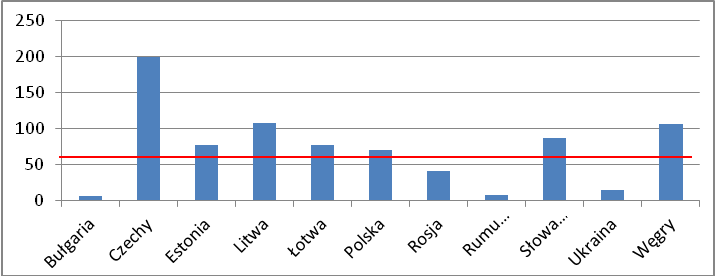 250
200
150
100
50
0
Bułgaria
Czechy
Estonia
Litwa
Łotwa
Polska
Rosja
Rumu...
Słowa...
Ukraina
Węgry